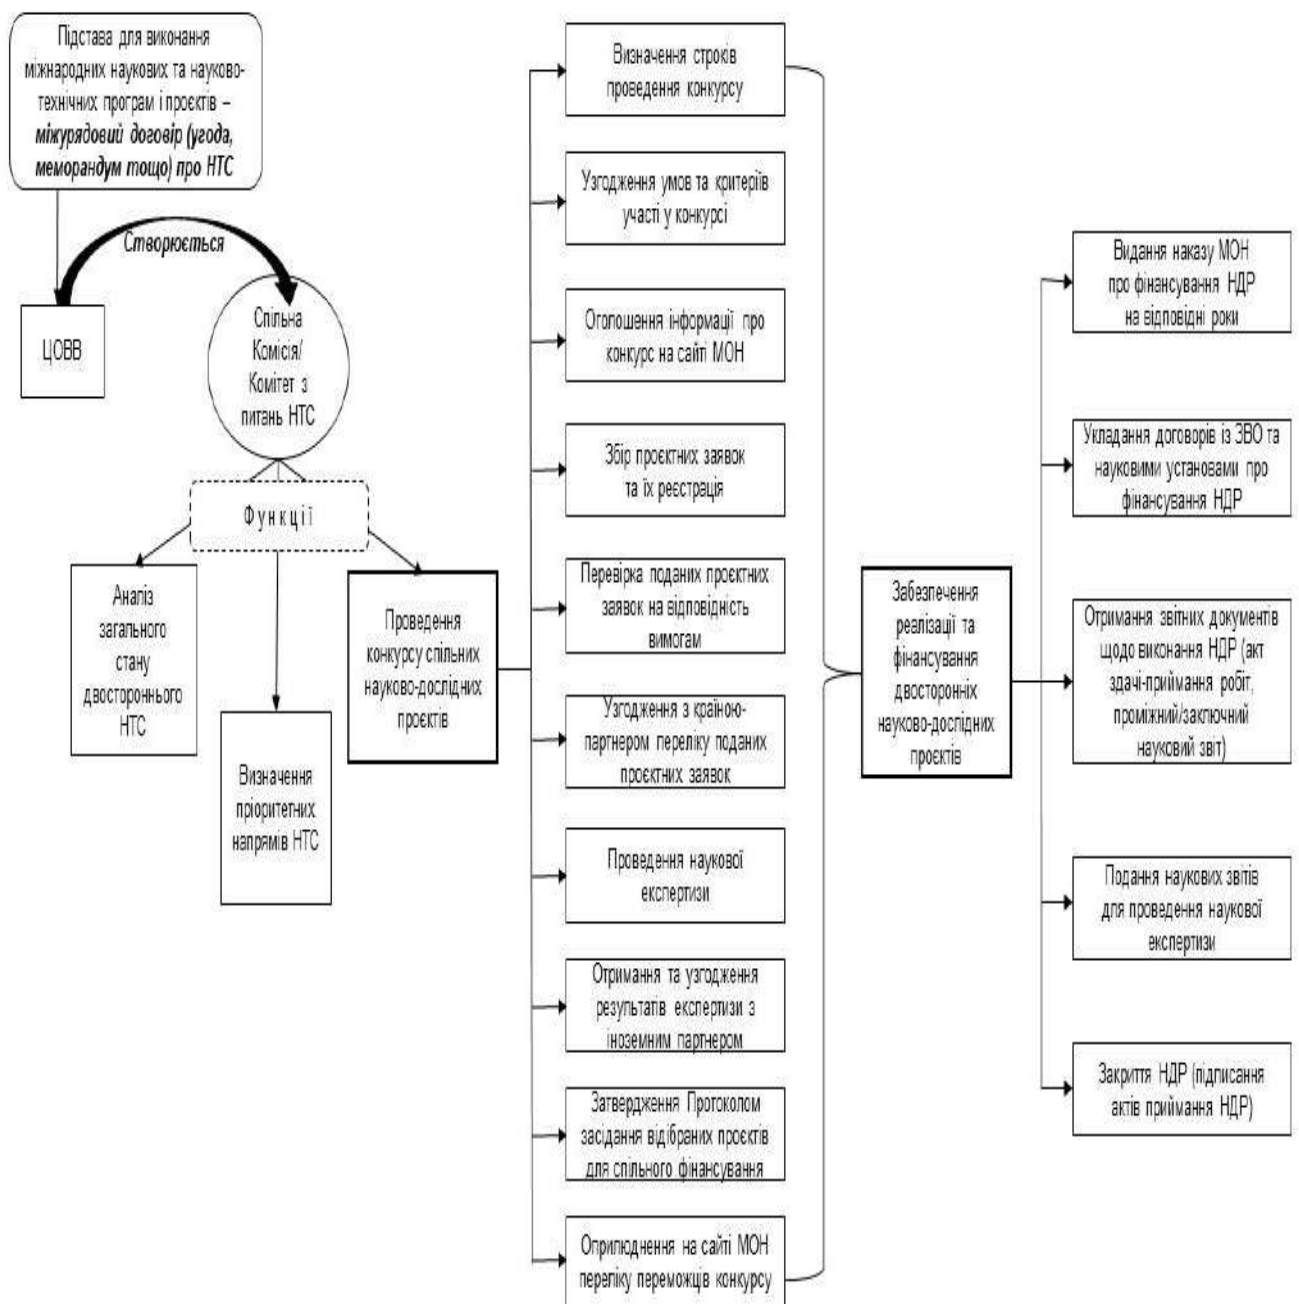 Підстава для виконання
міжнародних наукових та науково-
технічних програм і проєктів –
міжурядовий договір (угода,
меморандум тощо) про НТС
Створюється
ЦОВВ
Спільна
Комісія/
Комітет з
питань НТС
Функції
Аналіз
загального
стану
двостороннього
НТС
Визначення
пріоритетних
напрямів НТС
Проведення
конкурсу спільних
науково-дослідних
проєктів
Визначення строків
проведення конкурсу
Узгодження умов та критеріїв
участі у конкурсі
Оголошення інформації про
конкурс на сайті МОН
Збір проєктних заявок
та їх реєстрація
Перевірка поданих проєктних
заявок на відповідність
вимогам
Узгодження з країною-
партнером переліку поданих
проєктних заявок
Проведення наукової
експертизи
Отримання та узгодження
результатів експертизи з
іноземним партнером
Затвердження Протоколом
засідання відібраних проєктів
для спільного фінансування
Оприлюднення на сайті МОН
переліку переможців конкурсу
Забезпечення
реалізації та
фінансування
двосторонніх
науково-дослідних
проєктів
Видання наказу МОН
про фінансування НДР
на відповідні роки
Укладання договорів із ЗВО та
науковими установами про
фінансування НДР
Отримання звітних документів
щодо виконання НДР (акт
здачі-приймання робіт,
проміжний/заключний
науковий звіт)
Подання наукових звітів
для проведення наукової
експертизи
Закриття НДР (підписання
актів приймання НДР)